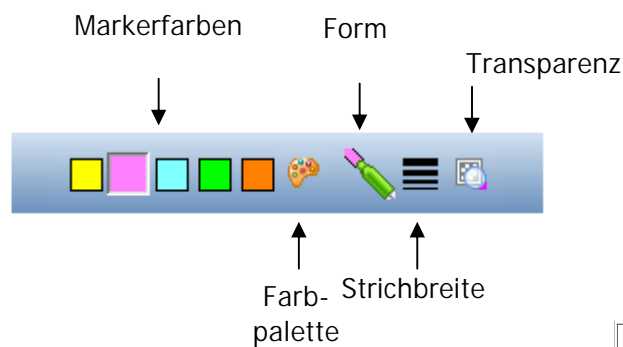 Markerfarben
Form
Transparenz
Farb-
palette
Strichbreite